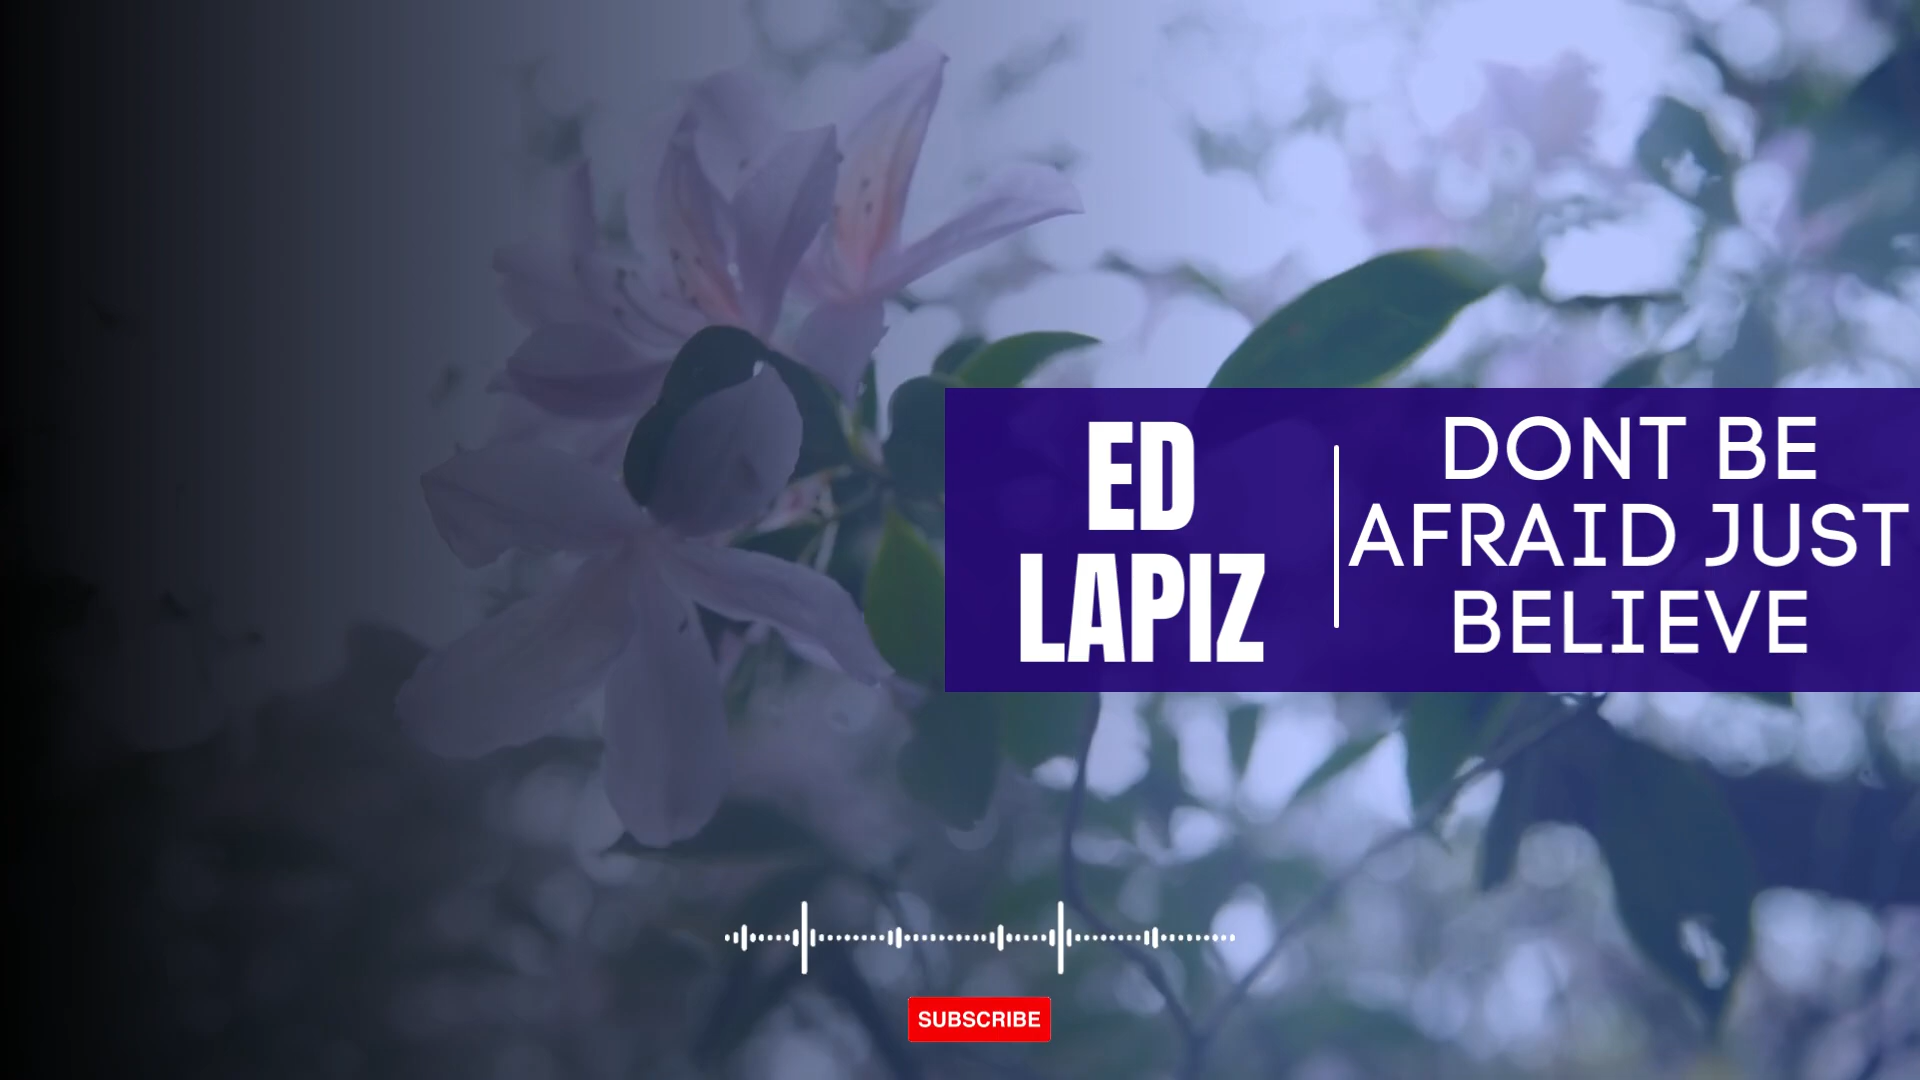 ED
LAPIZ
DONT BE
AFRAID JUST
BELIEVE
SUBSCRIBE